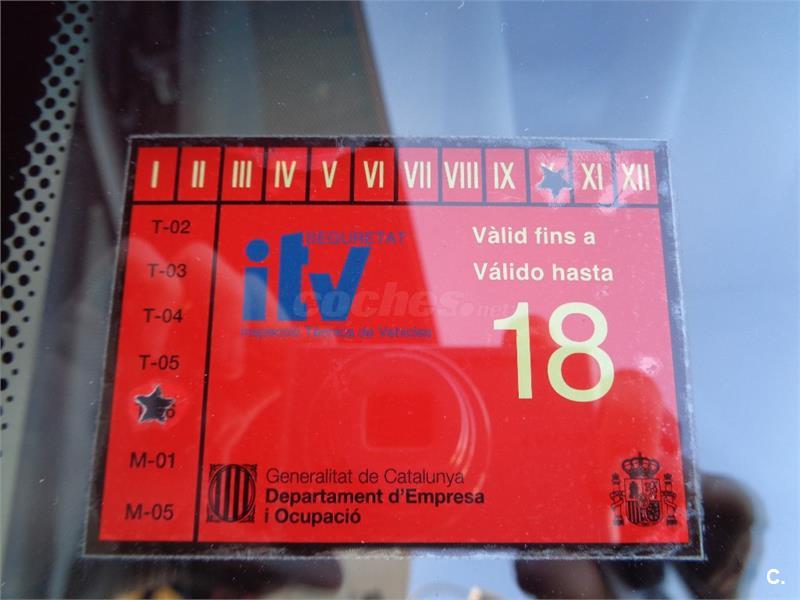 I II III IV V VI VII VIII IX XI XII
T-02
T-03
T-04
T-05
M-01
M-05
SEGURETAT
itv
Inspecció Tècnica de Vehicles
Vàlid fins a
Válido hasta
18
coches.net
Generalitat de Catalunya
Departament d'Empresa
i Ocupació
C.